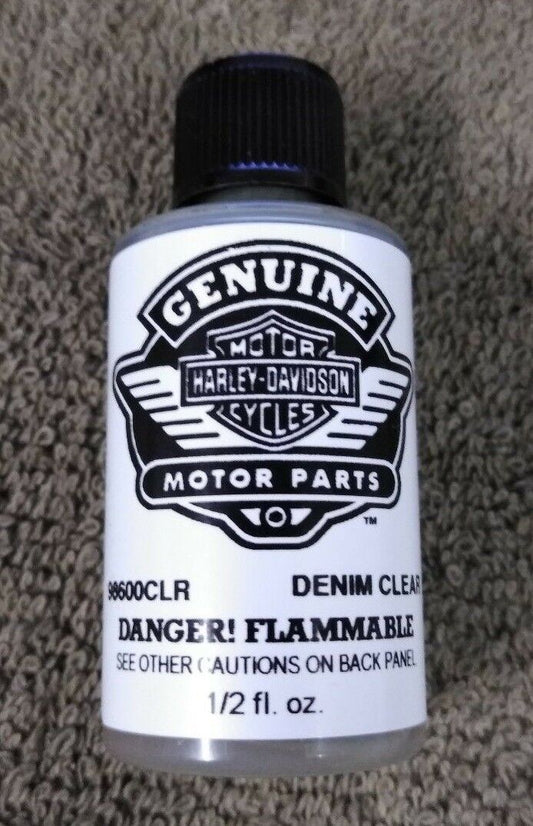 GENUINE
MOTOR
HARLEY-DAVIDSON
CYCLES
MOTOR PARTS
TM
98600CLR DENIM CLEAR
DANGER! FLAMMABLE
SEE OTHER CAUTIONS ON BACK PANEL
1/2 fl. oz.